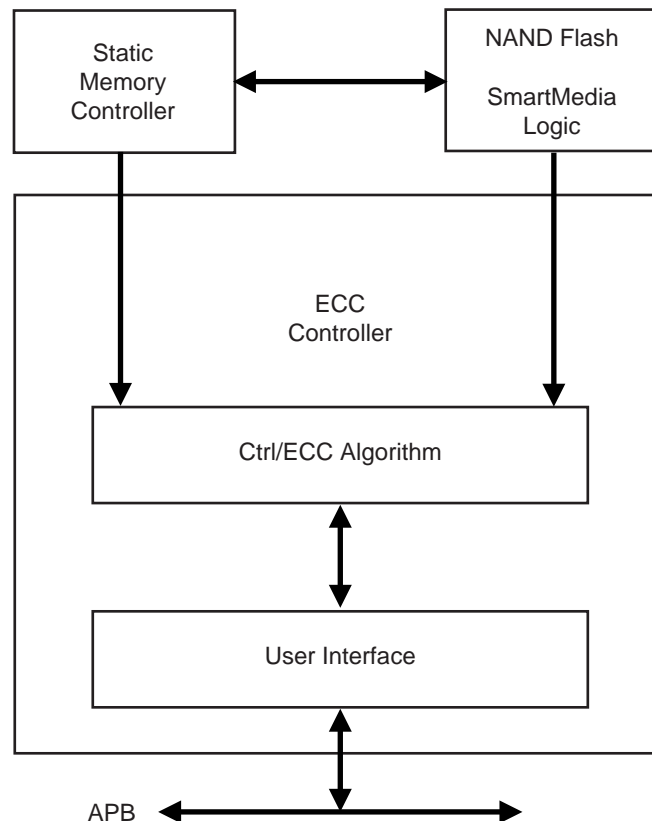 Static
Memory
Controller
NAND Flash
SmartMedia
Logic
ECC
Controller
Ctrl/ECC Algorithm
User Interface
APB